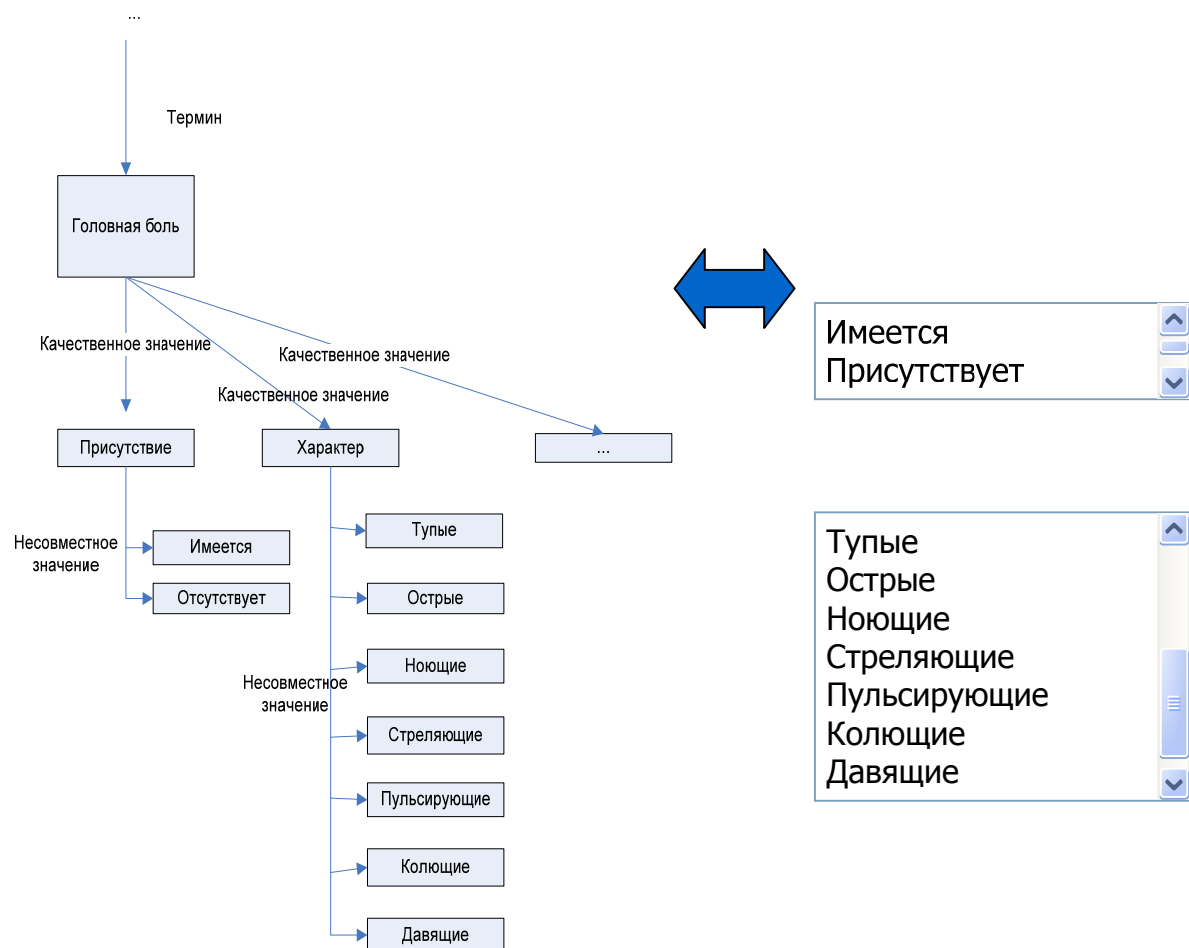 ...
Термин
Головная боль
Качественное значение
Качественное значение
Качественное значение
Присутствие
Характер
...
Несовместное
значение
Имеется
Отсутствует
Тупые
Острые
Ноющие
Несовместное
значение
Стреляющие
Пульсирующие
Колющие
Давящие
Имеется
Присутствует
Тупые
Острые
Ноющие
Стреляющие
Пульсирующие
Колющие
Давящие